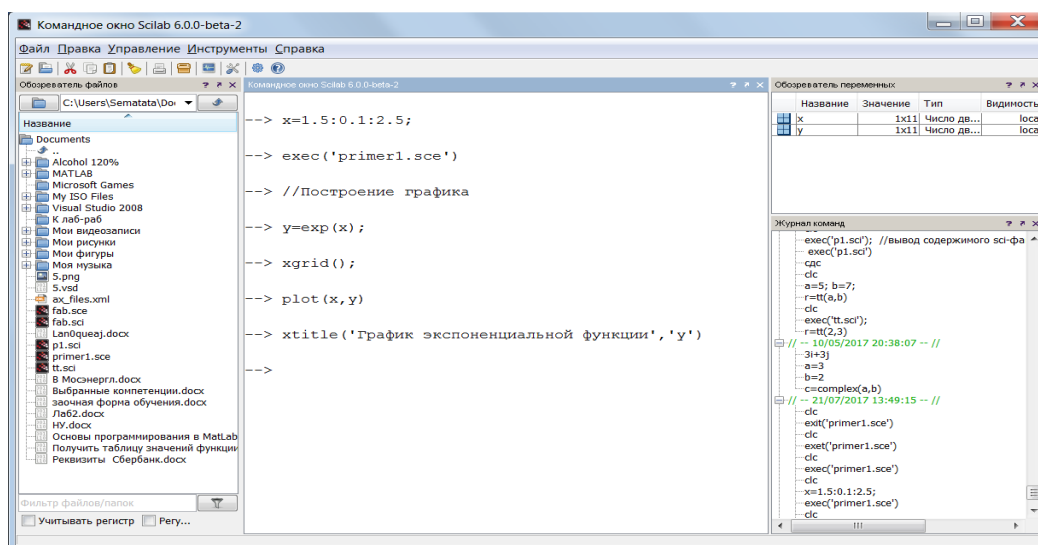 Командное окно Scilab 6.0.0-beta-2
Файл Правка Управление Инструменты Справка
Обозреватель файлов
C:\Users\Sematata\Do
Название
Documents
..
Alcohol 120%
MATLAB
Microsoft Games
My ISO Files
Visual Studio 2008
К лаб-раб
Мои видеозаписи
Мои рисунки
Мои фигуры
Моя музыка
5.png
5.vsd
ax_files.xml
fab.sce
fab.sci
Lan0queaj.docx
p1.sci
primer1.sce
tt.sci
В Мосэнергл.docx
Выбранные компетенции.docx
заочная форма обучения.docx
Лаб2.docx
НУ.docx
Основы программирования в MatLab
Получить таблицу значений функции
Реквизиты Сбербанк.docx
Фильтр файлов/папок
Учитывать регистр Регу...
Командное окно Scilab 6.0.0-beta-2
--> x=1.5:0.1:2.5;
--> exec('primer1.sce')
--> //Построение графика
--> y=exp(x);
--> xgrid();
--> plot(x,y)
--> xtitle('График экспоненциальной функции','y')
-->
Обозреватель переменных
Название Значение Тип Видимость
x 1x11 Число дв... loca
y 1x11 Число дв... loca
Журнал команд
clc
exec('p1.sci'); //вывод содержимого sci-фа
exec('p1.sci')
сдс
clc
a=5; b=7;
r=tt(a,b)
clc
exec('tt.sci');
r=tt(2,3)
// -- 10/05/2017 20:38:07 -- //
3i+3j
a=3
b=2
c=complex(a,b)
// -- 21/07/2017 13:49:15 -- //
clc
exit('primer1.sce')
clc
exet('primer1.sce')
clc
exec('primer1.sce')
clc
x=1.5:0.1:2.5;
exec('primer1.sce')
clc